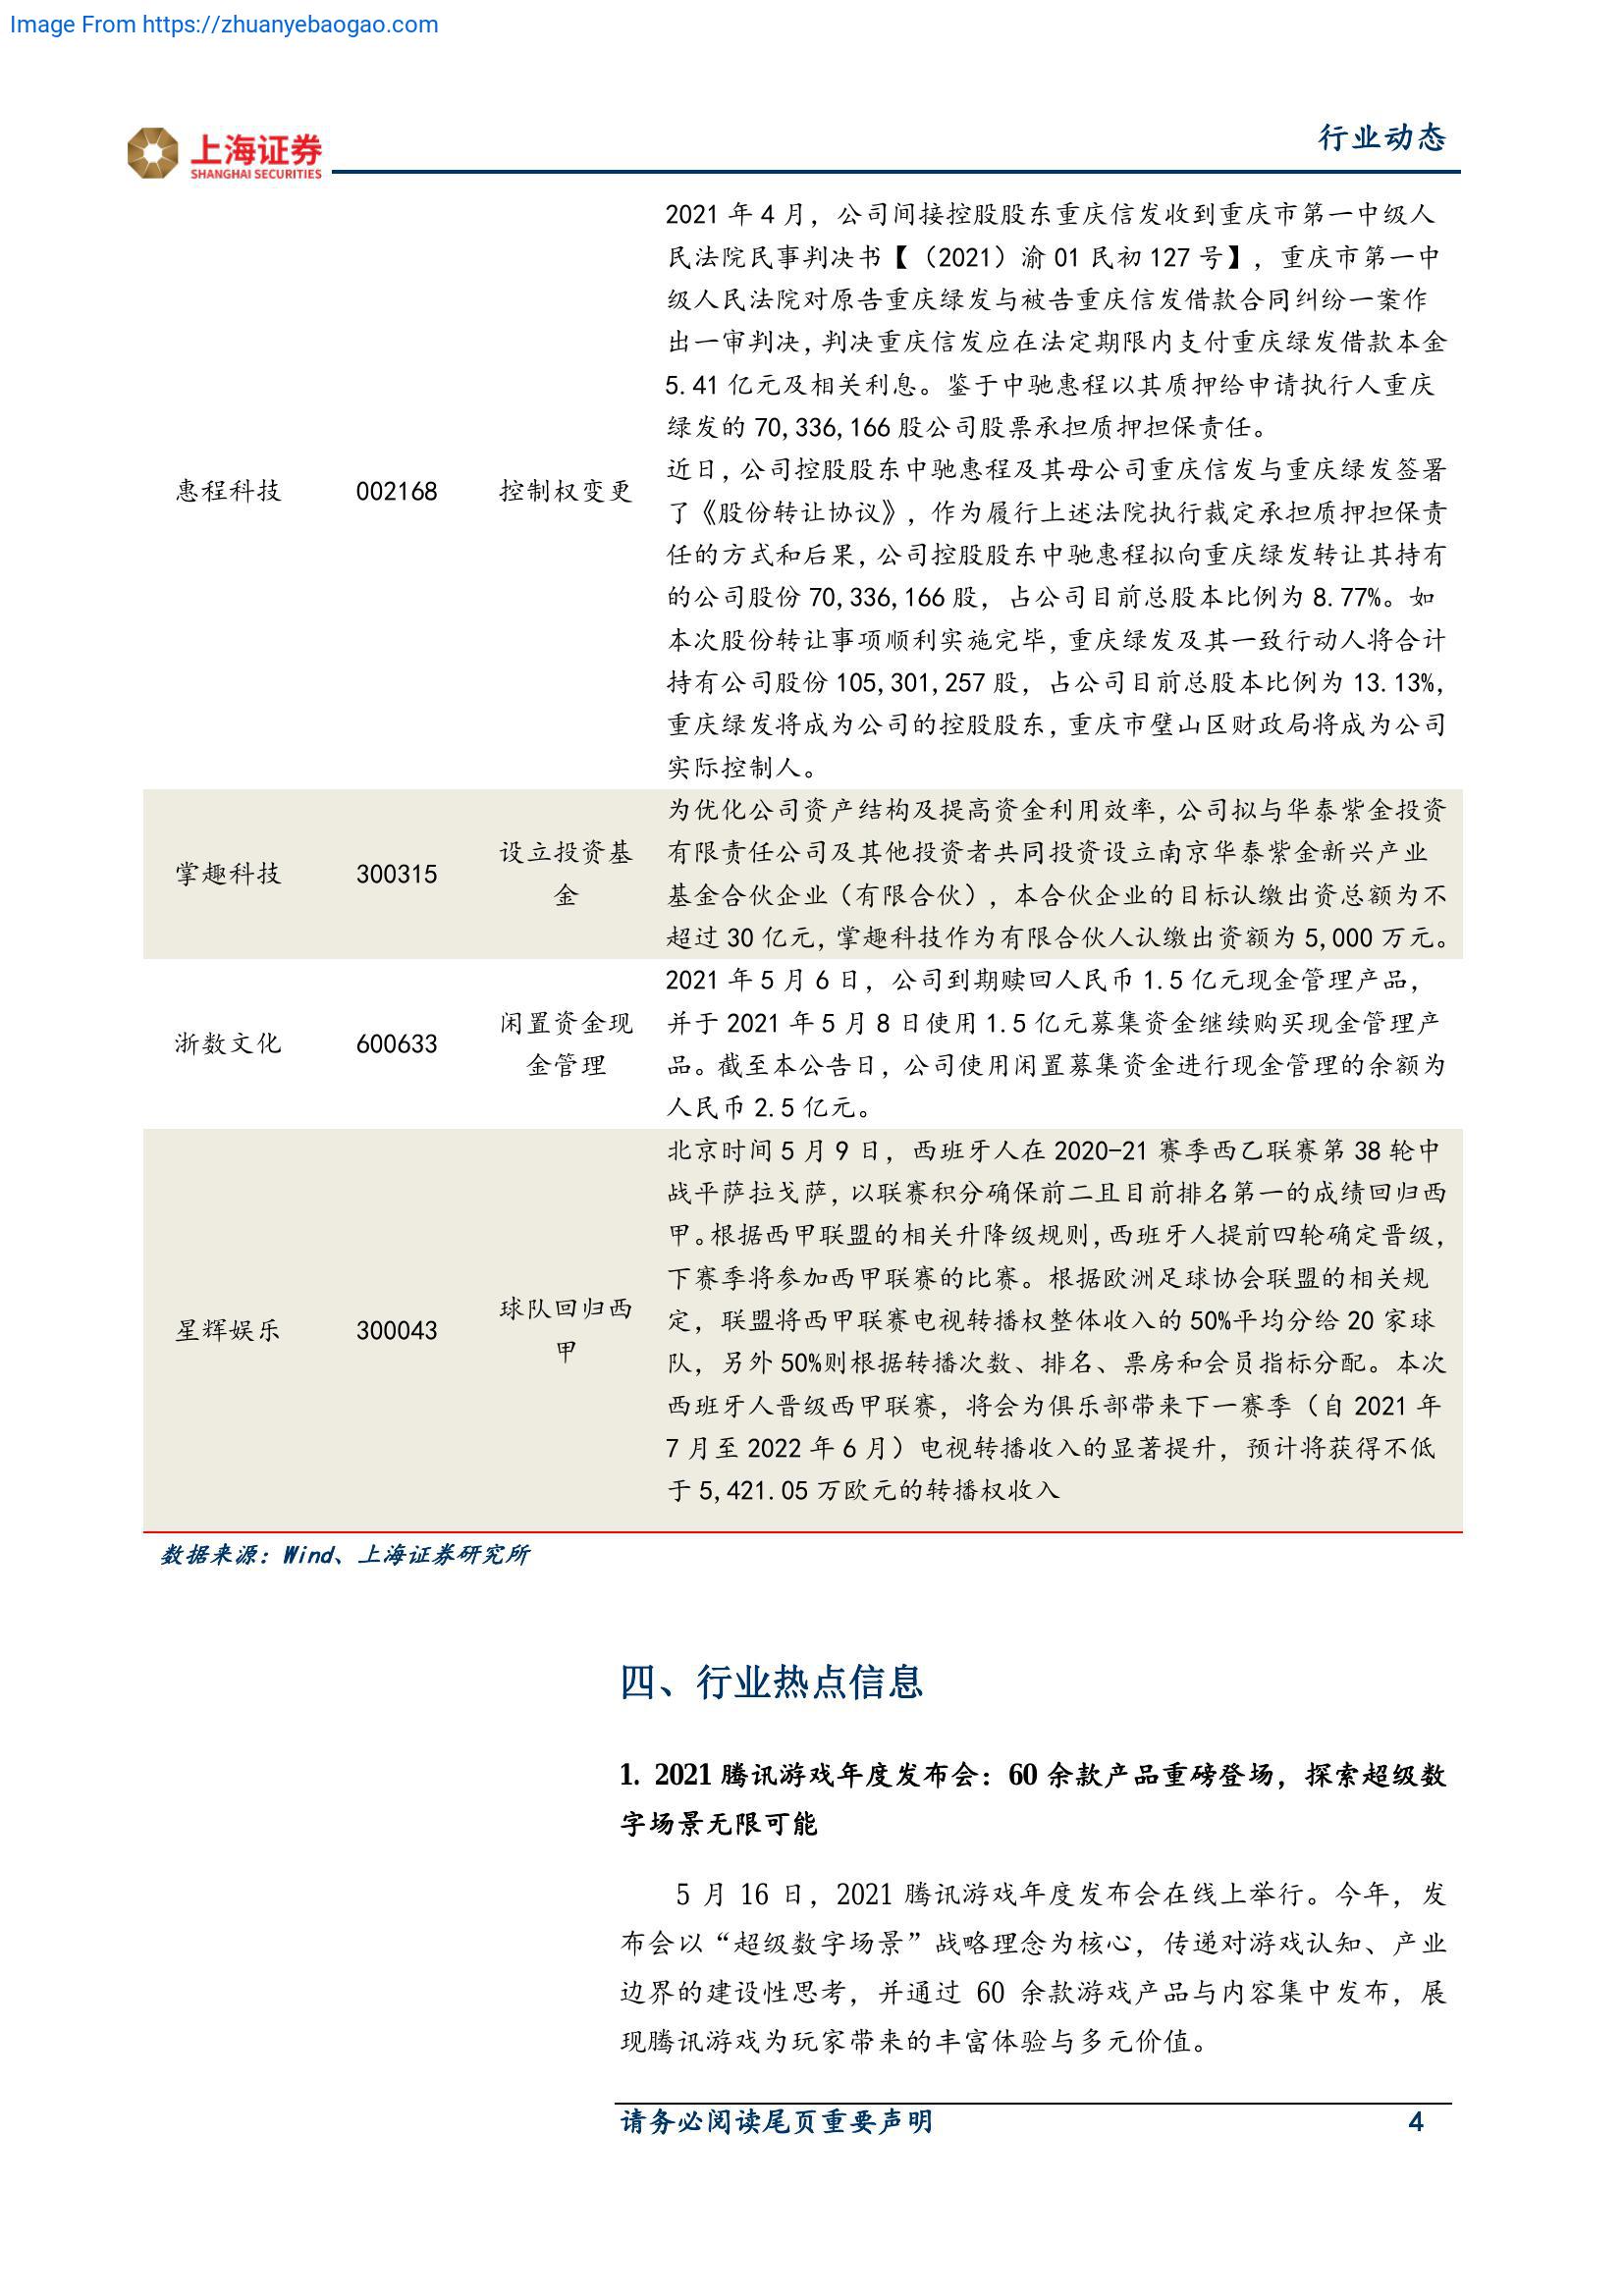 Image From https://zhuanyebaogao.com
上海证券
SHANGHAI SECURITIES
行业动态
惠程科技
002168
控制权变更
2021 年 4 月，公司间接控股股东重庆信发收到重庆市第一中级人
民法院民事判决书【（2021）渝 01 民初 127 号】，重庆市第一中
级人民法院对原告重庆绿发与被告重庆信发借款合同纠纷一案作
出一审判决，判决重庆信发应在法定期限内支付重庆绿发借款本金
5.41 亿元及相关利息。鉴于中驰惠程以其质押给申请执行人重庆
绿发的 70,336,166 股公司股票承担质押担保责任。
近日，公司控股股东中驰惠程及其母公司重庆信发与重庆绿发签署
了《股份转让协议》，作为履行上述法院执行裁定承担质押担保责
任的方式和后果，公司控股股东中驰惠程拟向重庆绿发转让其持有
的公司股份 70,336,166 股，占公司目前总股本比例为 8.77%。如
本次股份转让事项顺利实施完毕，重庆绿发及其一致行动人将合计
持有公司股份 105,301,257 股，占公司目前总股本比例为 13.13%，
重庆绿发将成为公司的控股股东，重庆市璧山区财政局将成为公司
实际控制人。
掌趣科技
300315
设立投资基
金
为优化公司资产结构及提高资金利用效率，公司拟与华泰紫金投资
有限责任公司及其他投资者共同投资设立南京华泰紫金新兴产业
基金合伙企业（有限合伙），本合伙企业的目标认缴出资总额为不
超过 30 亿元，掌趣科技作为有限合伙人认缴出资额为 5,000 万元。
浙数文化
600633
闲置资金现
金管理
2021 年 5 月 6 日，公司到期赎回人民币 1.5 亿元现金管理产品，
并于 2021 年 5 月 8 日使用 1.5 亿元募集资金继续购买现金管理产
品。截至本公告日，公司使用闲置募集资金进行现金管理的余额为
人民币 2.5 亿元。
星辉娱乐
300043
球队回归西
甲
北京时间 5 月 9 日，西班牙人在 2020-21 赛季西乙联赛第 38 轮中
战平萨拉戈萨，以联赛积分确保前二且目前排名第一的成绩回归西
甲。根据西甲联盟的相关升降级规则，西班牙人提前四轮确定晋级，
下赛季将参加西甲联赛的比赛。根据欧洲足球协会联盟的相关规
定，联盟将西甲联赛电视转播权整体收入的 50%平均分给 20 家球
队，另外 50%则根据转播次数、排名、票房和会员指标分配。本次
西班牙人晋级西甲联赛，将会为俱乐部带来下一赛季（自 2021 年
7 月至 2022 年 6 月）电视转播收入的显著提升，预计将获得不低
于 5,421.05 万欧元的转播权收入
数据来源：Wind、上海证券研究所
四、行业热点信息
1. 2021 腾讯游戏年度发布会：60 余款产品重磅登场，探索超级数
字场景无限可能
5 月 16 日，2021 腾讯游戏年度发布会在线上举行。今年，发
布会以“超级数字场景”战略理念为核心，传递对游戏认知、产业
边界的建设性思考，并通过 60 余款游戏产品与内容集中发布，展
现腾讯游戏为玩家带来的丰富体验与多元价值。
请务必阅读尾页重要声明
4